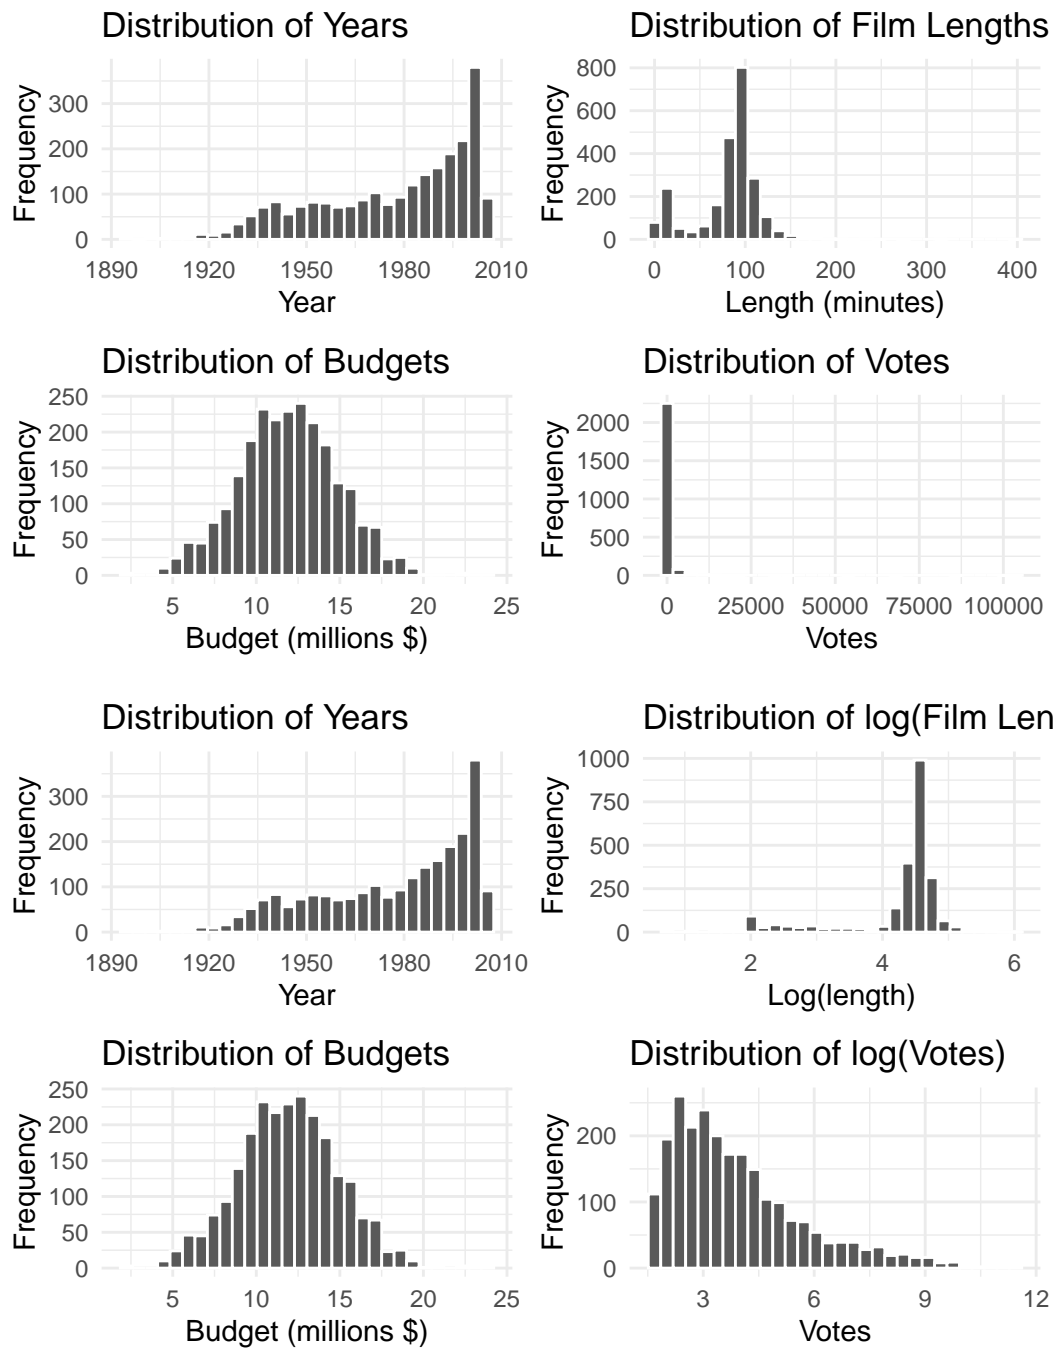 Distribution of Years
Frequency
300
200
100
0
1890 1920 1950 1980 2010
Year
Distribution of Film Lengths
Frequency
800
600
400
200
0
0 100 200 300 400
Length (minutes)
Distribution of Budgets
Frequency
250
200
150
100
50
0
5 10 15 20 25
Budget (millions $)
Distribution of Votes
Frequency
2000
1500
1000
500
0
0 25000 50000 75000 100000
Votes
Distribution of Years
Frequency
300
200
100
0
1890 1920 1950 1980 2010
Year
Distribution of log(Film Len
Frequency
1000
750
500
250
0
2 4 6
Log(length)
Distribution of Budgets
Frequency
250
200
150
100
50
0
5 10 15 20 25
Budget (millions $)
Distribution of log(Votes)
Frequency
200
100
0
3 6 9 12
Votes